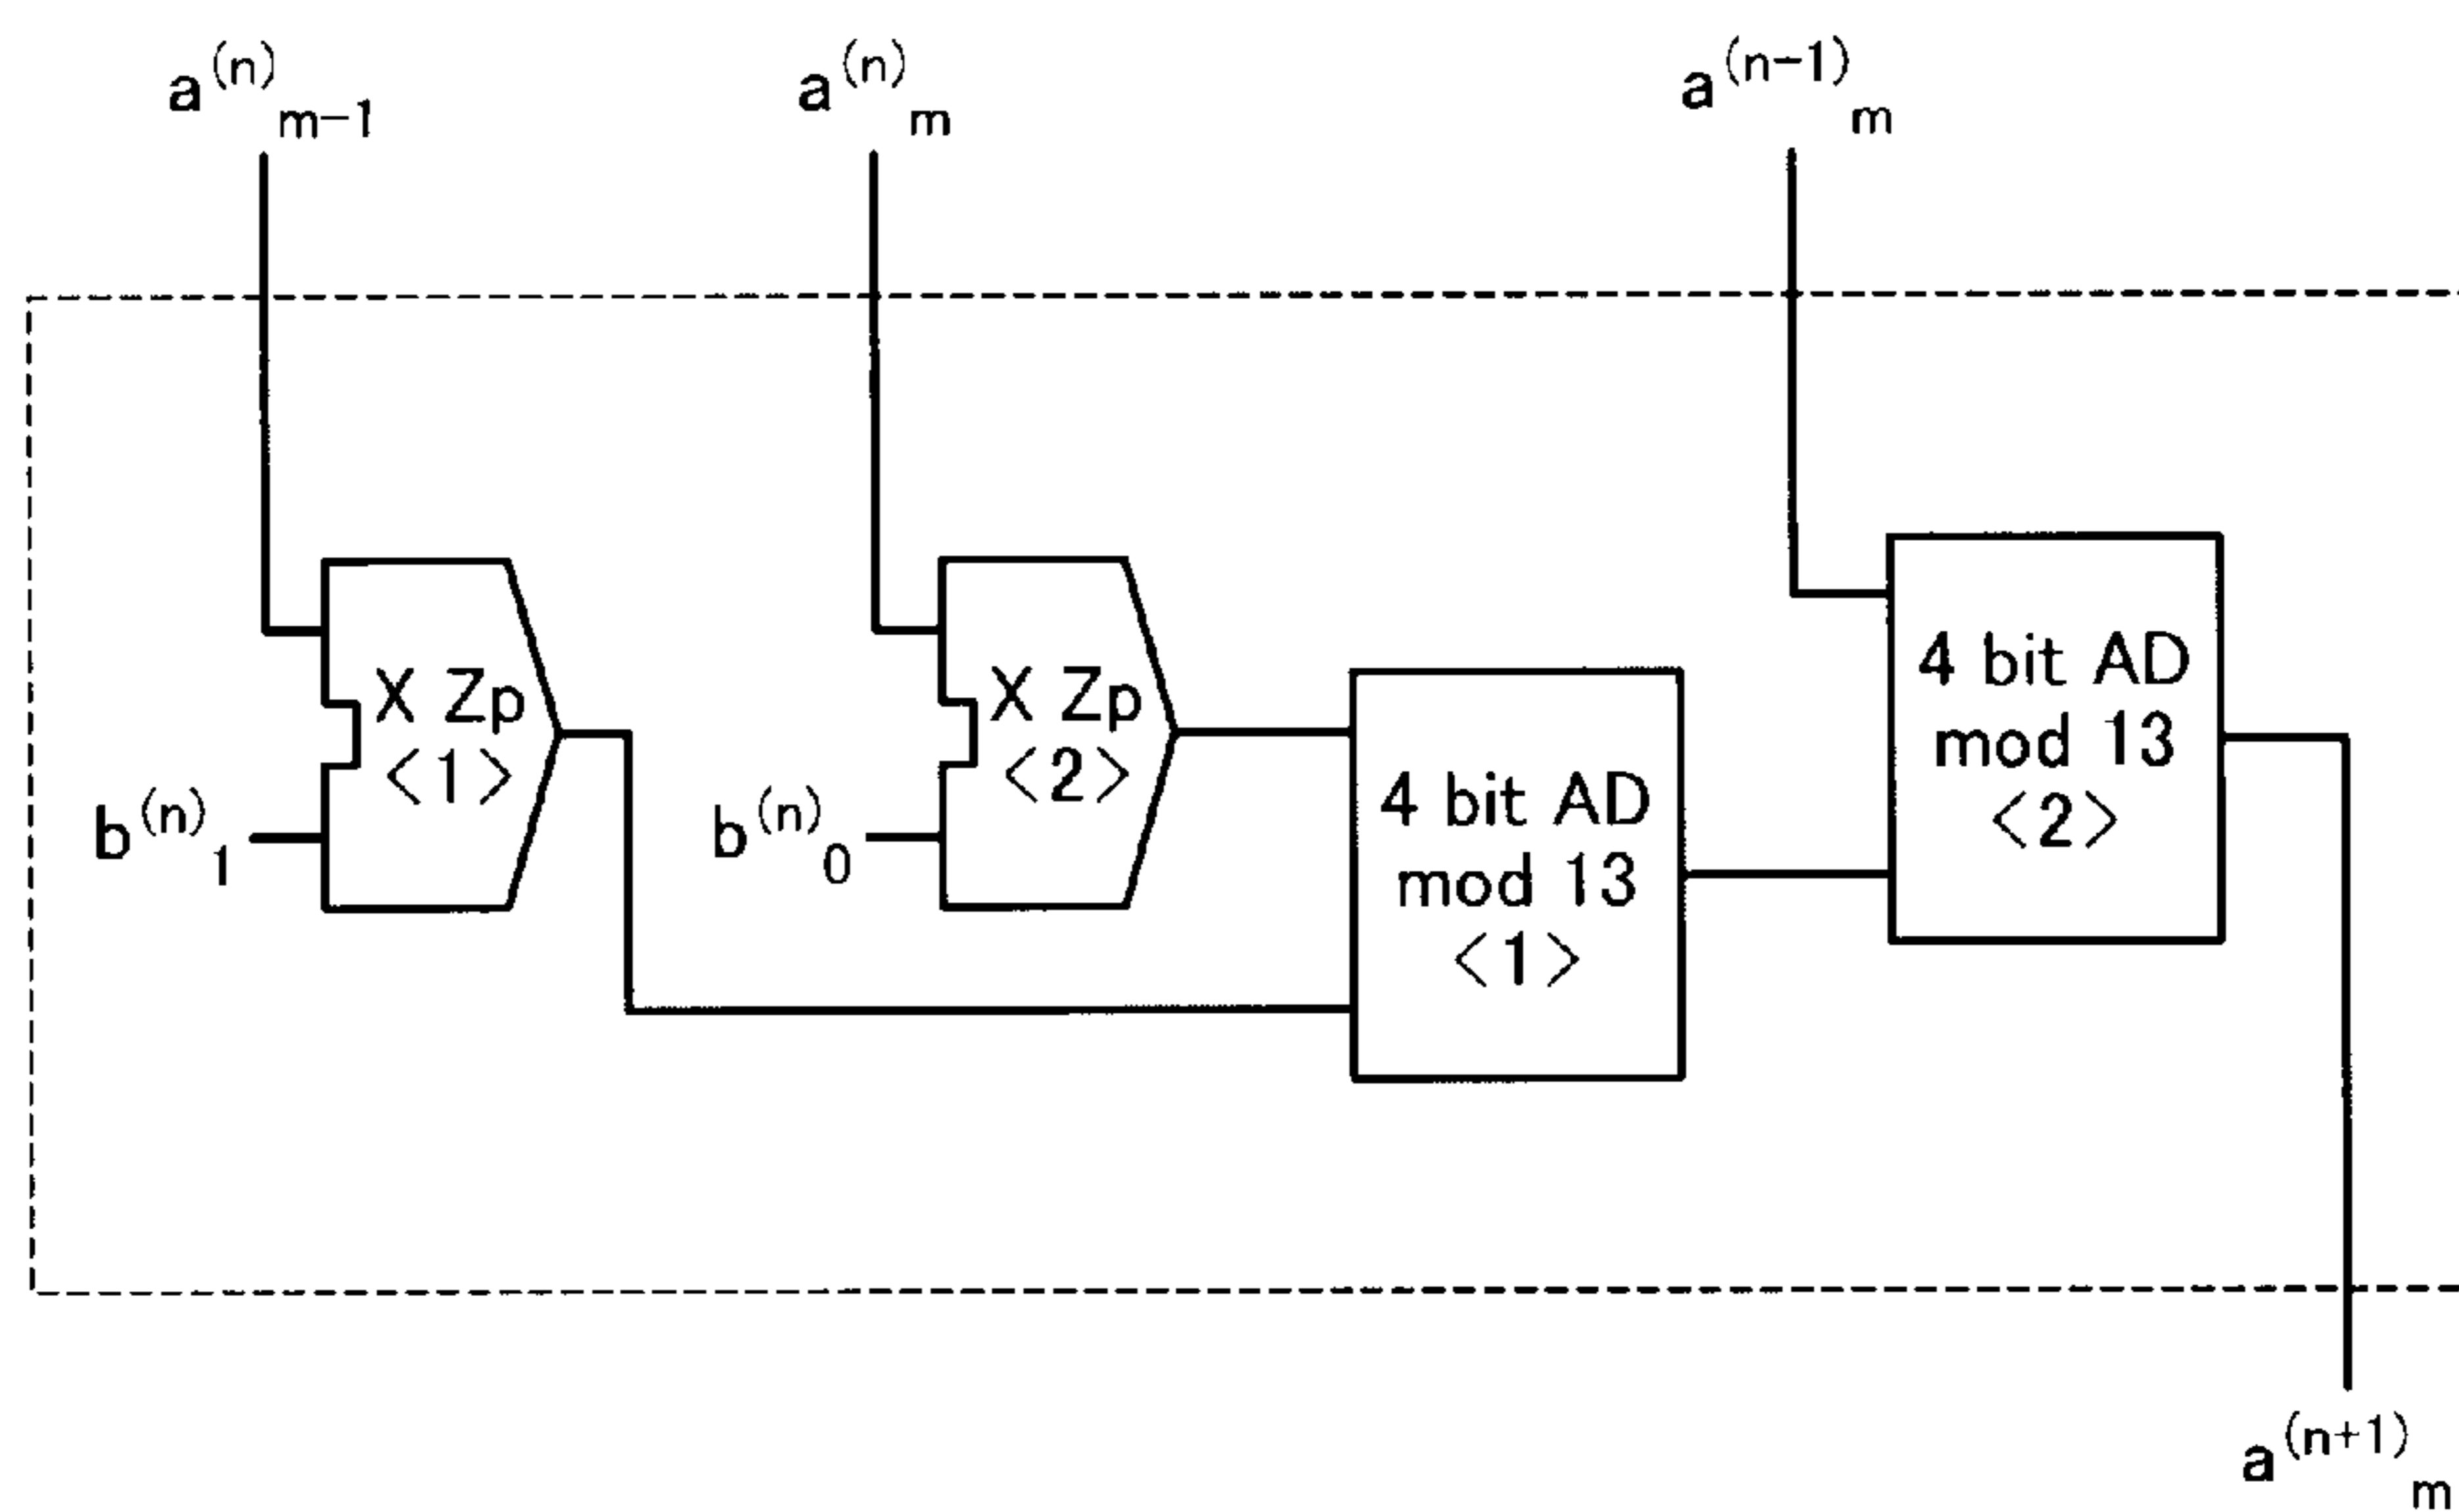 a(n)m-1
a(n)m
a(n-1)m
X Zp
<1>
b(n)1
X Zp
<2>
b(n)0
4 bit AD
mod 13
<1>
4 bit AD
mod 13
<2>
a(n+1)m